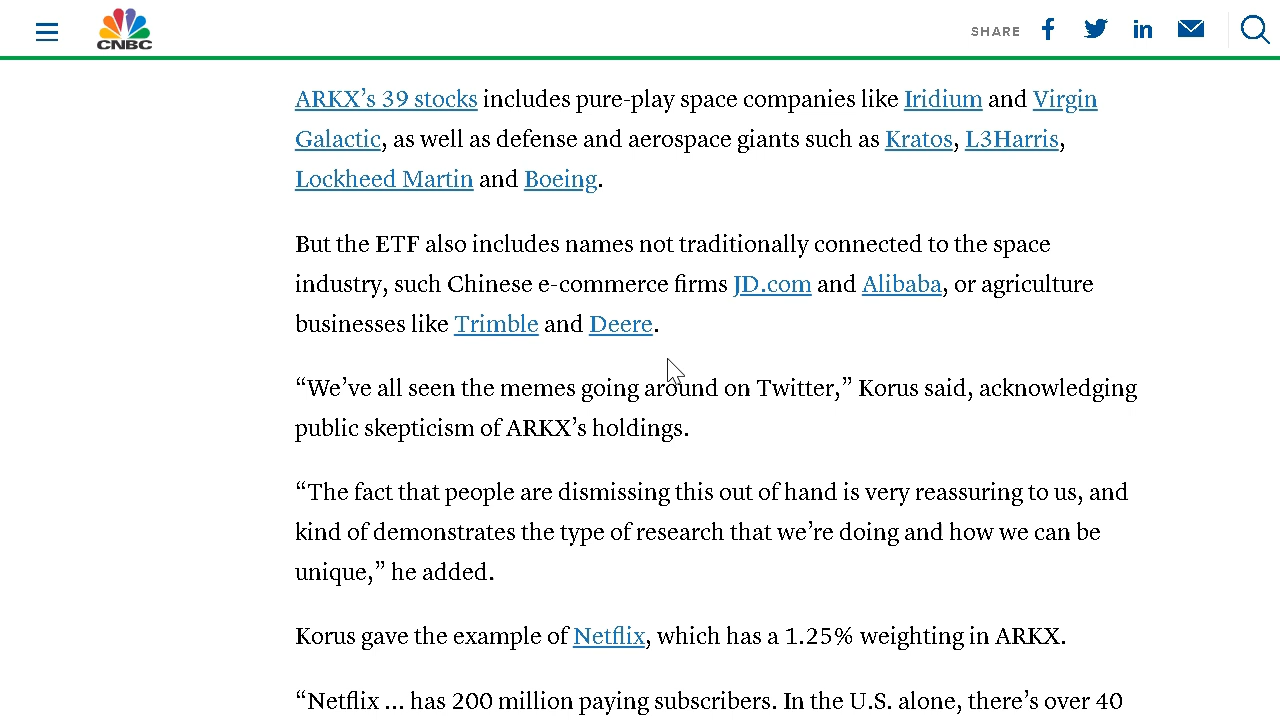 CNBC
SHARE
ARKX’s 39 stocks includes pure-play space companies like Iridium and Virgin
Galactic, as well as defense and aerospace giants such as Kratos, L3Harris,
Lockheed Martin and Boeing.
But the ETF also includes names not traditionally connected to the space
industry, such Chinese e-commerce firms JD.com and Alibaba, or agriculture
businesses like Trimble and Deere.
“We’ve all seen the memes going around on Twitter,” Korus said, acknowledging
public skepticism of ARKX’s holdings.
“The fact that people are dismissing this out of hand is very reassuring to us, and
kind of demonstrates the type of research that we’re doing and how we can be
unique,” he added.
Korus gave the example of Netflix, which has a 1.25% weighting in ARKX.
“Netflix ... has 200 million paying subscribers. In the U.S. alone, there’s over 40